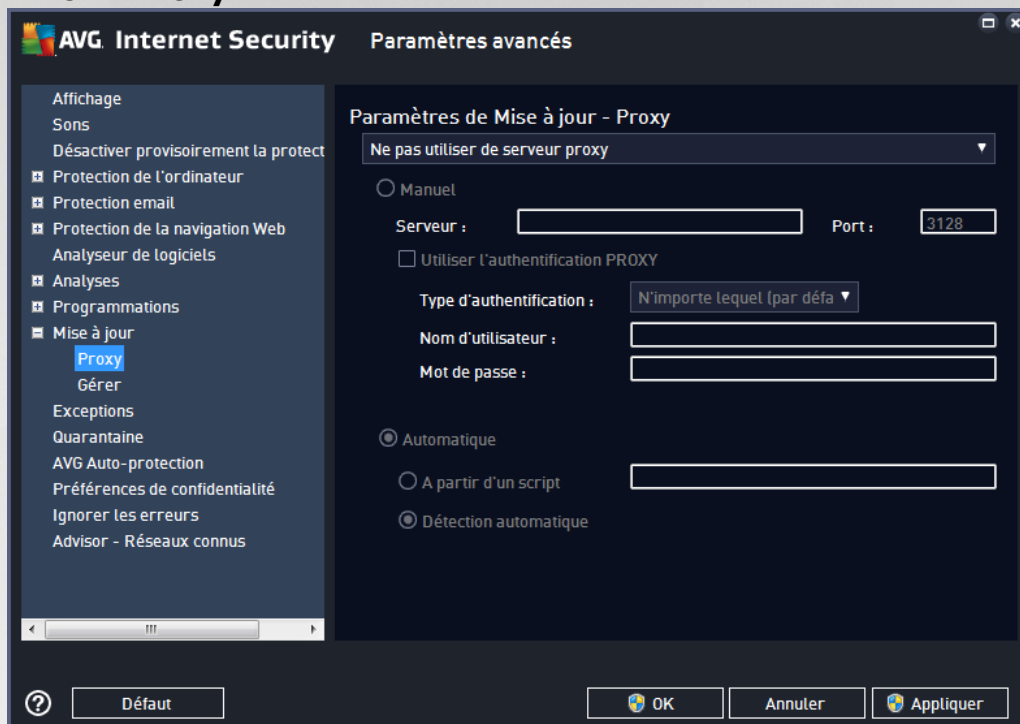 AVG. Internet Security Paramètres avancés
Affichage
Sons
Désactiver provisoirement la protect
Protection de l'ordinateur
Protection email
Protection de la navigation Web
Analyseur de logiciels
Analyses
Programmations
Mise à jour
Proxy
Gérer
Exceptions
Quarantaine
AVG Auto-protection
Préférences de confidentialité
Ignorer les erreurs
Advisor - Réseaux connus
Paramètres de Mise à jour - Proxy
Ne pas utiliser de serveur proxy
Manuel
Serveur : Port : 3128
Utiliser l'authentification PROXY
Type d'authentification : N'importe lequel (par défa
Nom d'utilisateur :
Mot de passe :
Automatique
A partir d'un script
Détection automatique
Défaut OK Annuler Appliquer